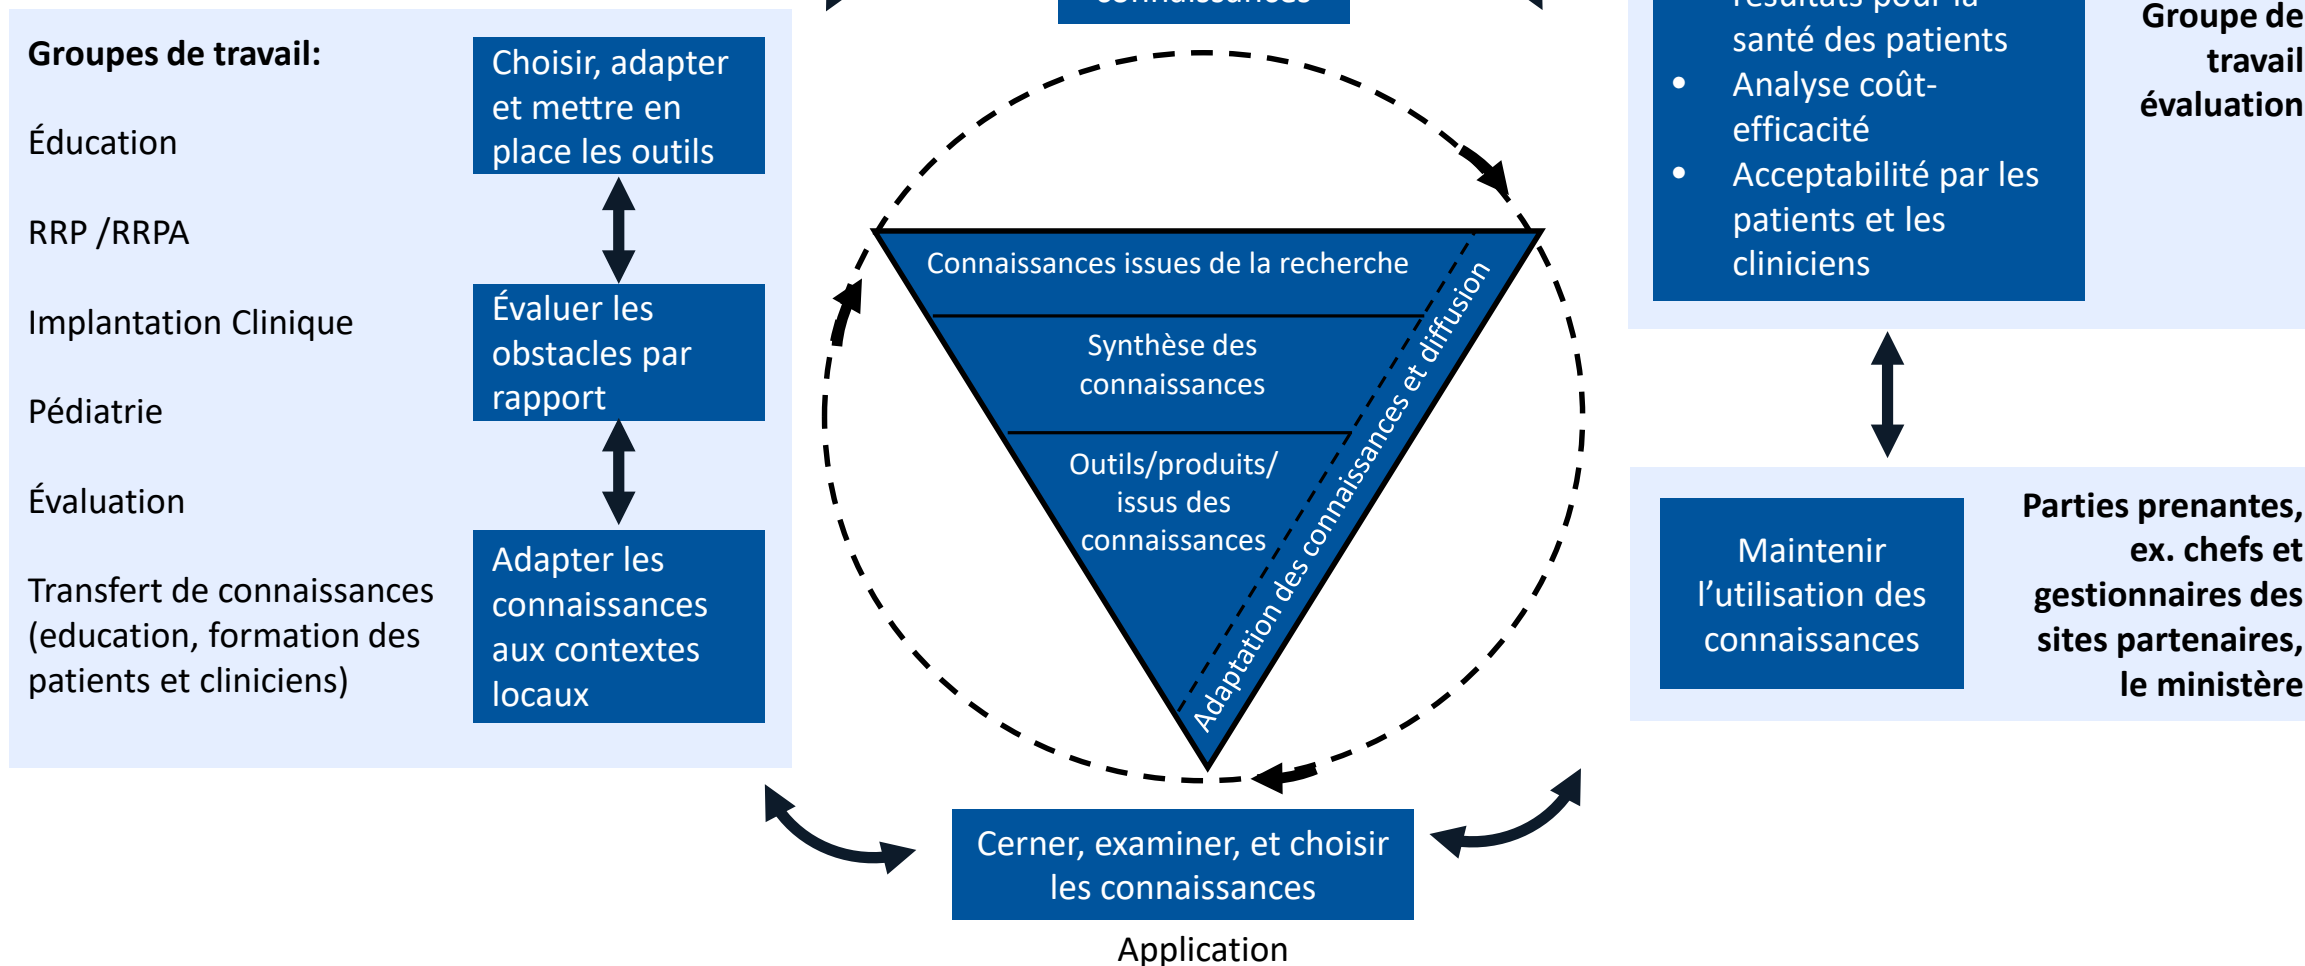 connaissances
Groupes de travail:
Éducation
RRP /RRPA
Implantation Clinique
Pédiatrie
Évaluation
Transfert de connaissances
(education, formation des
patients et cliniciens)
Choisir, adapter
et mettre en
place les outils
Évaluer les
obstacles par
rapport
Adapter les
connaissances
aux contextes
locaux
Connaissances issues de la recherche
Synthèse des
connaissances
Outils/produits/
issus des
connaissances
Adaptation des connaissances et diffusion
Cerner, examiner, et choisir
les connaissances
Application
résultats pour la
santé des patients
• Analyse coût-
efficacité
• Acceptabilité par les
patients et les
cliniciens
Groupe de
travail
évaluation
Maintenir
l’utilisation des
connaissances
Parties prenantes,
ex. chefs et
gestionnaires des
sites partenaires,
le ministère